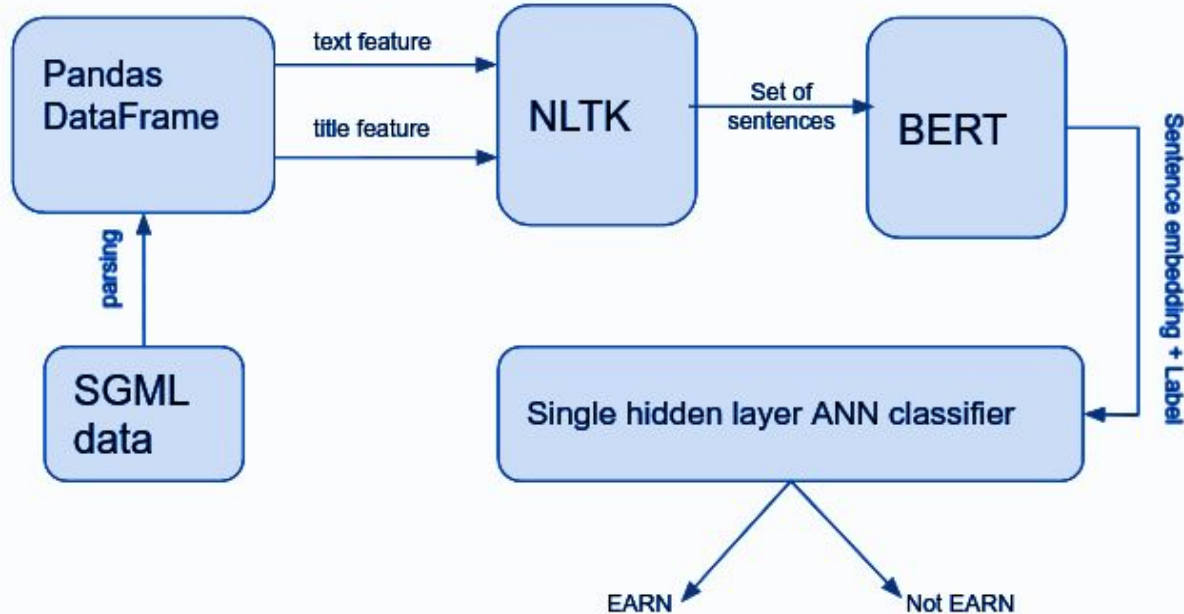 text feature
Pandas
DataFrame
title feature
NLTK
Set of
sentences
BERT
Sentence embedding + Label
parsing
SGML
data
Single hidden layer ANN classifier
EARN
Not EARN